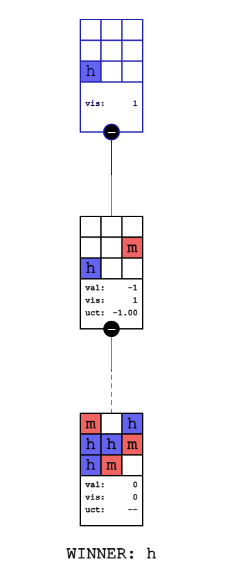 h
vis: 1
m
h
val: -1
vis: 1
uct: -1.00
m h
h h m
h m
val: 0
vis: 0
uct: --
WINNER: h